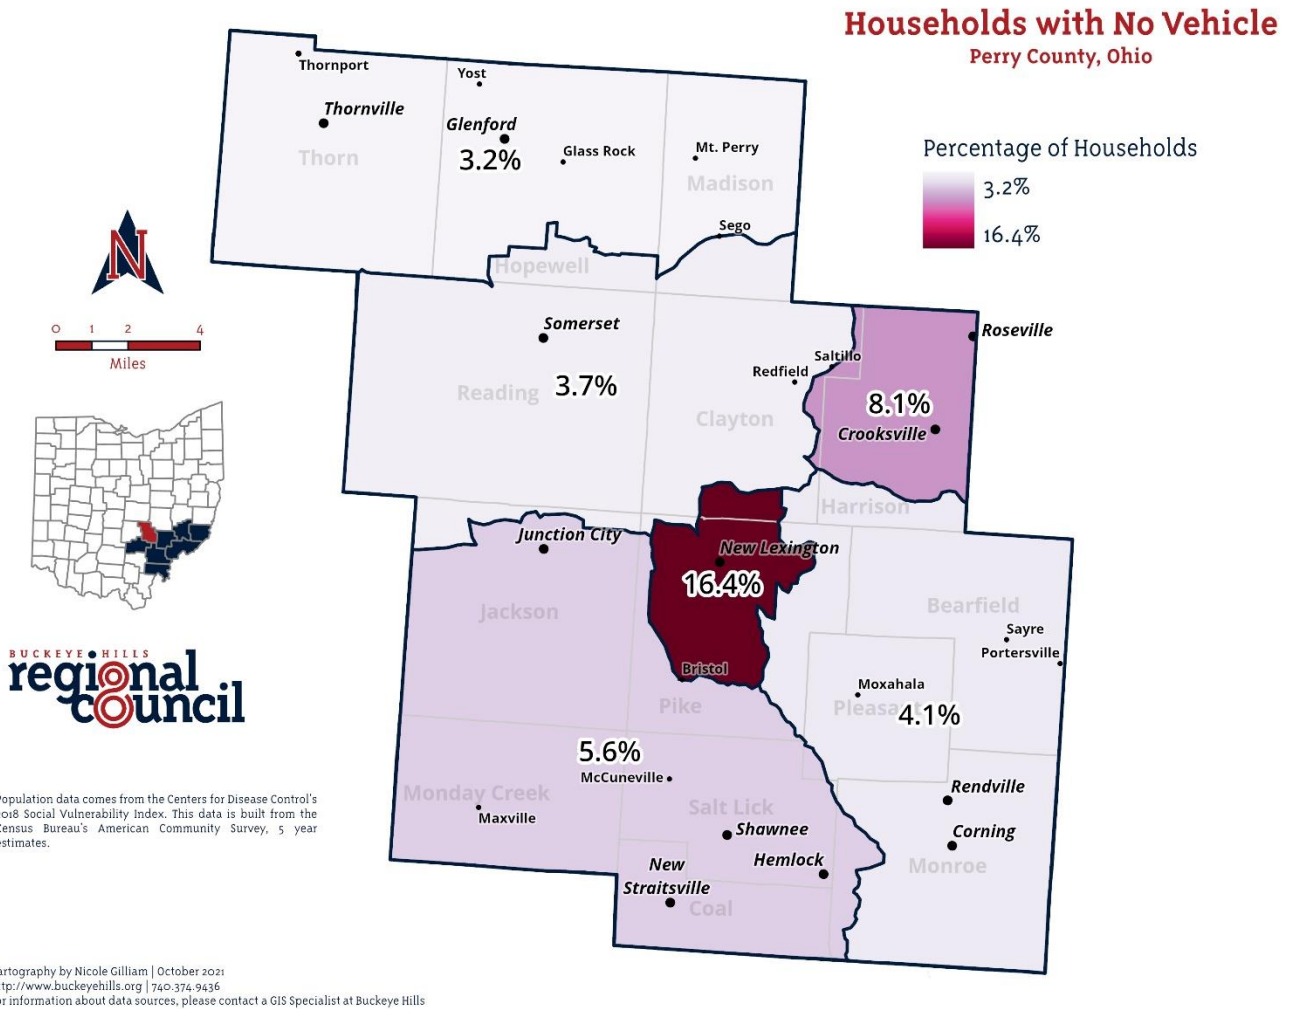 Households with No Vehicle
Perry County, Ohio
Percentage of Households
3.2%
16.4%
Thornport
Yost
Thornville
Glenford
Thorn
3.2%
Glass Rock
Mt. Perry
Madison
Sego
Hopewell
N
0 1 2 4
Miles
Somerset
Roseville
Saltillo
Redfield
Reading
3.7%
Clayton
8.1%
Crooksville
Harrison
Junction City
New Lexington
16.4%
Jackson
Bearfield
Sayre
Portersville
Bristol
Moxahala
Pike
Pleasant
4.1%
BUCKEYE HILLS
regional
council
5.6%
McCuneville
Monday Creek
Maxville
Salt Lick
Shawnee
Hemlock
Rendville
Corning
Monroe
New
Straitsville
Coal
Population data comes from the Centers for Disease Control's
2018 Social Vulnerability Index. This data is built from the
Census Bureau's American Community Survey, 5 year
estimates.
artography by Nicole Gilliam | October 2021
ttp://www.buckeyehills.org | 740.374.9436
or information about data sources, please contact a GIS Specialist at Buckeye Hills